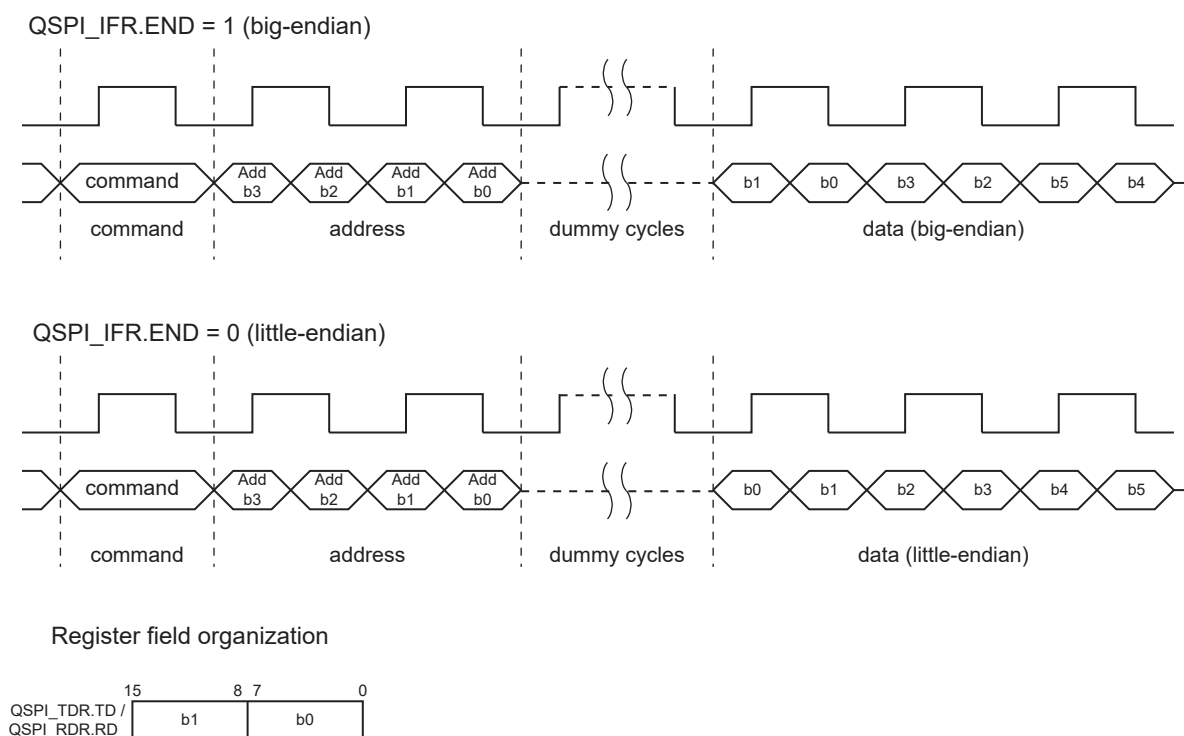 QSPI_IFR.END = 1 (big-endian)
command Add b3 Add b2 Add b1 Add b0 b1 b0 b3 b2 b5 b4
command address dummy cycles data (big-endian)
QSPI_IFR.END = 0 (little-endian)
command Add b3 Add b2 Add b1 Add b0 b0 b1 b2 b3 b4 b5
command address dummy cycles data (little-endian)
Register field organization
15 8 7 0
QSPI_TDR.TD /
QSPI_RDR.RD
b1 b0